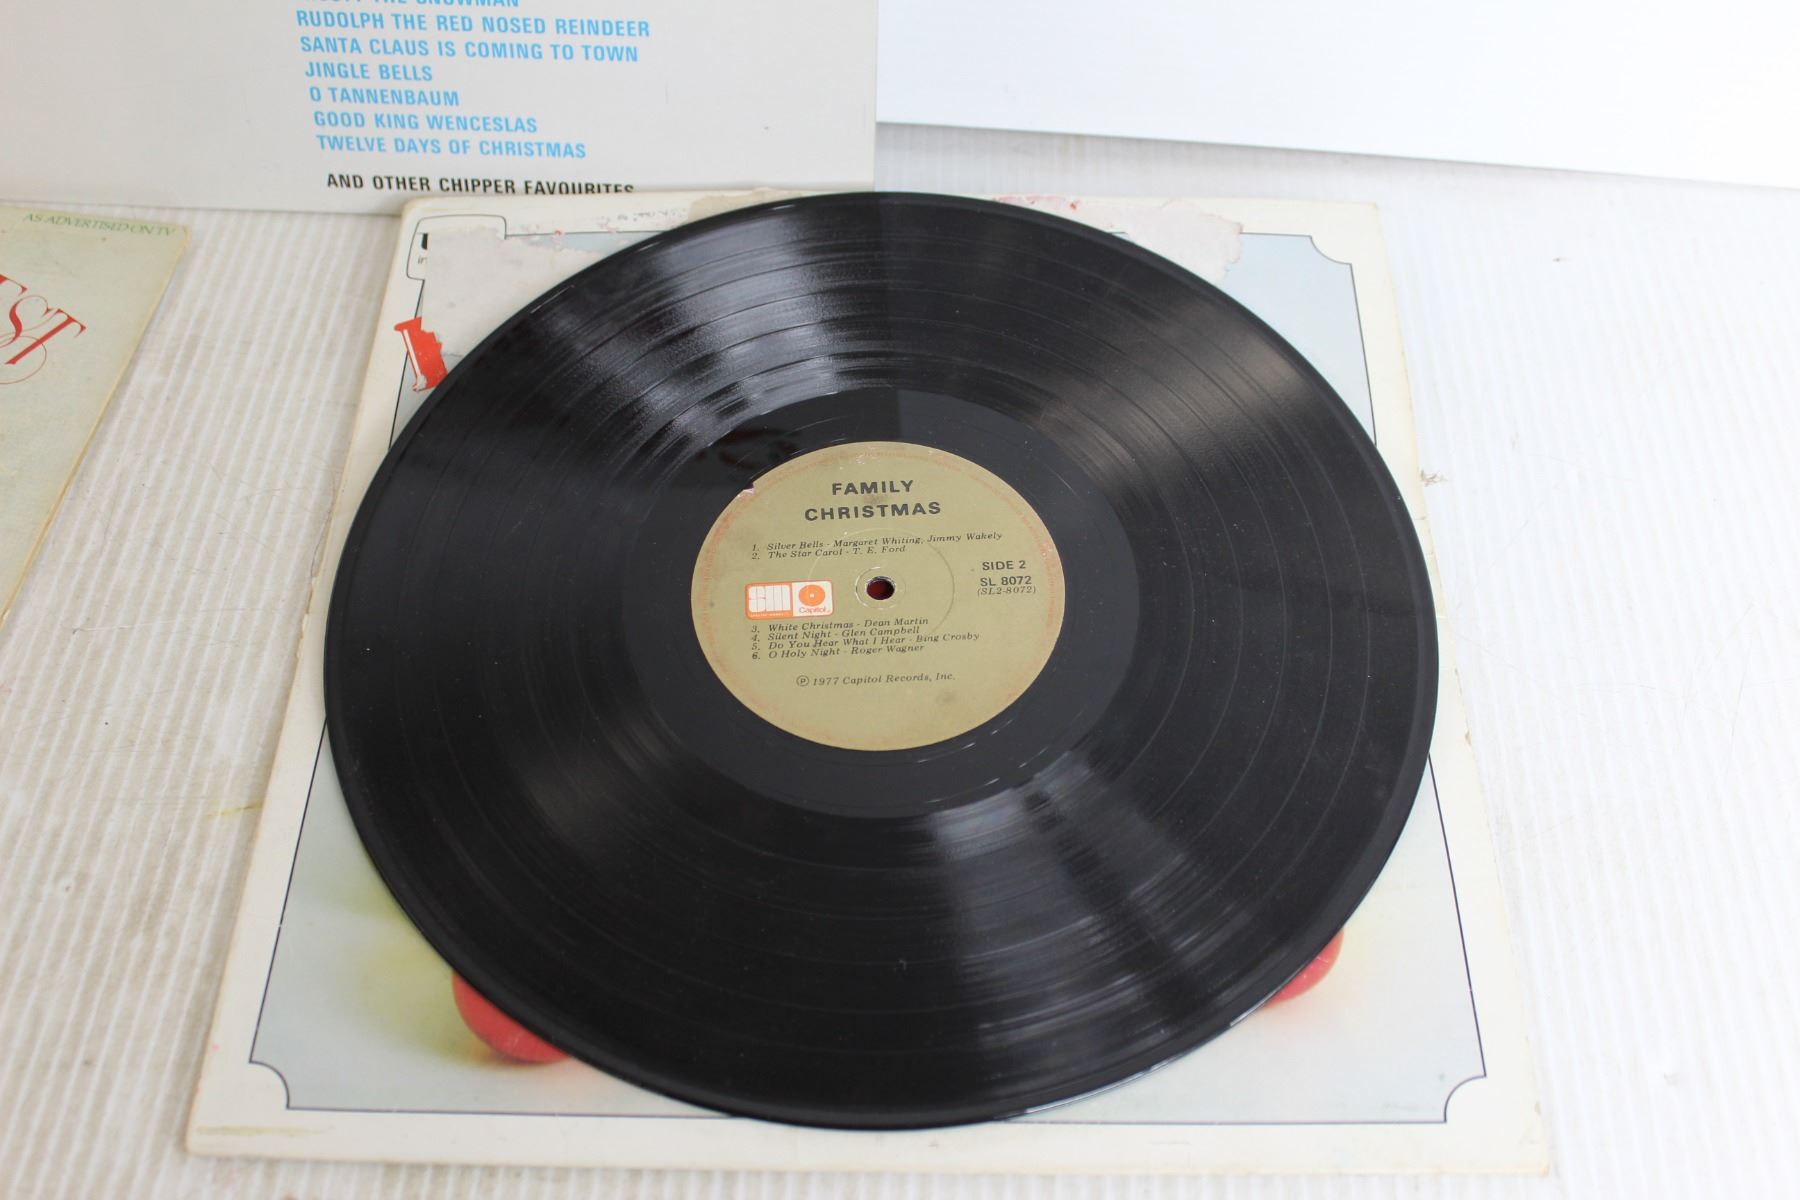 THE SNOWMAN
RUDOLPH THE RED NOSED REINDEER
SANTA CLAUS IS COMING TO TOWN
JINGLE BELLS
O TANNENBAUM
GOOD KING WENCESLAS
TWELVE DAYS OF CHRISTMAS
AND OTHER CHIPPER FAVOURITES
AS ADVERTISED ON TV
ST
FAMILY
CHRISTMAS
1. Silver Bells - Margaret Whiting, Jimmy Wakely
2. The Star Carol - T. E. Ford
SIDE 2
SL 8072
(SL2-8072)
sm
Capitol
3. White Christmas - Dean Martin
4. Silent Night - Glen Campbell
5. Do You Hear What I Hear - Bing Crosby
6. O Holy Night - Roger Wagner
℗ 1977 Capitol Records, Inc.